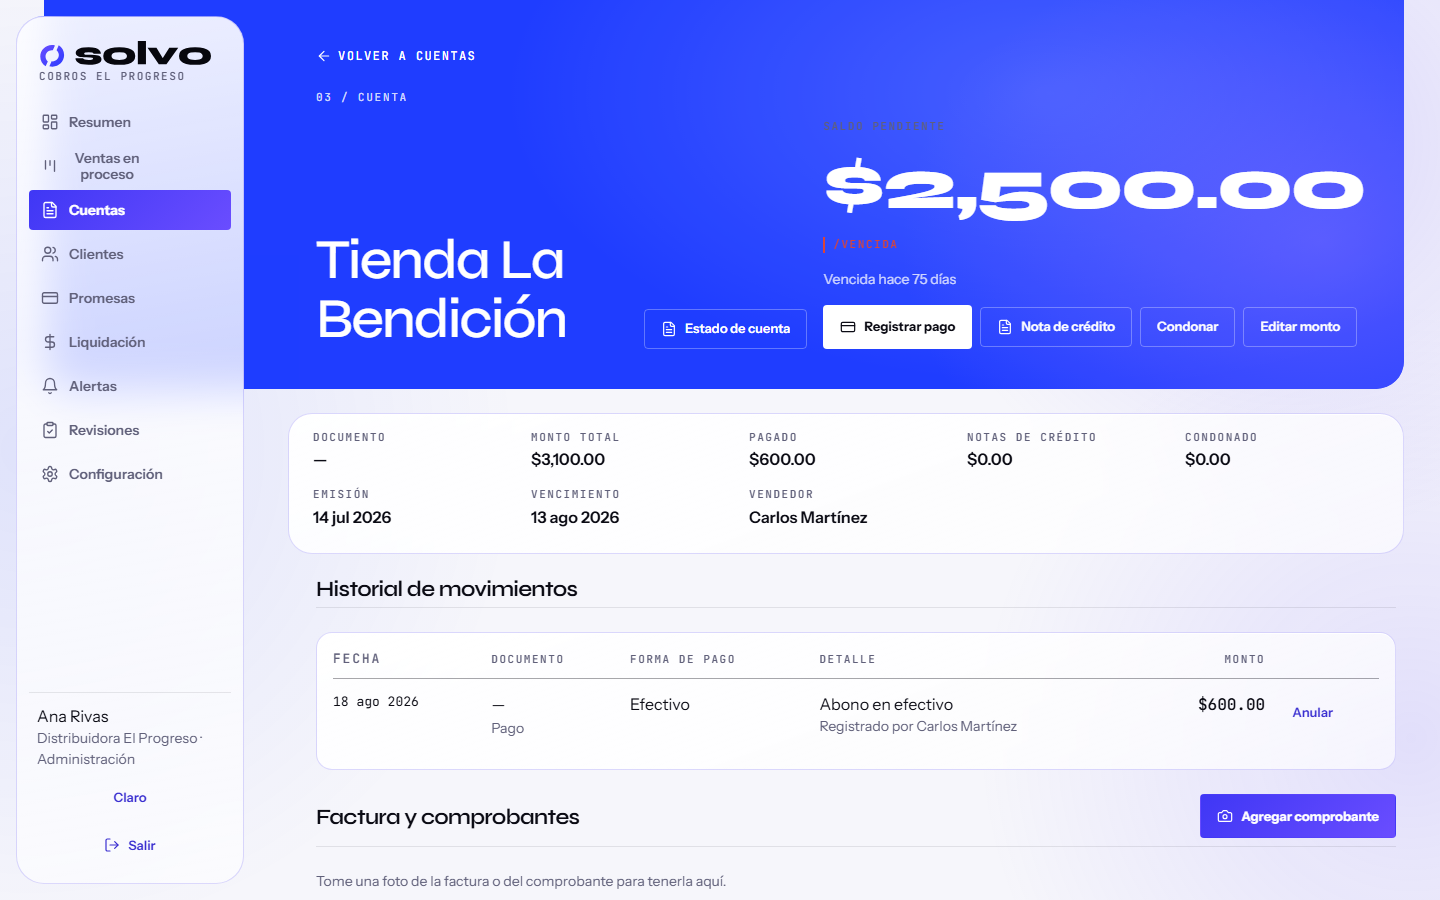 solvo
COBROS EL PROGRESO
Resumen
Ventas en
proceso
Cuentas
Clientes
Promesas
Liquidación
Alertas
Revisiones
Configuración
Ana Rivas
Distribuidora El Progreso ·
Administración
Claro
Salir
VOLVER A CUENTAS
03 / CUENTA
SALDO PENDIENTE
$2,500.00
/VENCIDA
Vencida hace 75 días
Tienda La
Bendición
Estado de cuenta
Registrar pago
Nota de crédito
Condonar
Editar monto
DOCUMENTO
—
MONTO TOTAL
$3,100.00
PAGADO
$600.00
NOTAS DE CRÉDITO
$0.00
CONDONADO
$0.00
EMISIÓN
14 jul 2026
VENCIMIENTO
13 ago 2026
VENDEDOR
Carlos Martínez
Historial de movimientos
FECHA DOCUMENTO FORMA DE PAGO DETALLE MONTO
18 ago 2026 — Efectivo Abono en efectivo $600.00 Anular
Pago Registrado por Carlos Martínez
Factura y comprobantes
Agregar comprobante
Tome una foto de la factura o del comprobante para tenerla aquí.